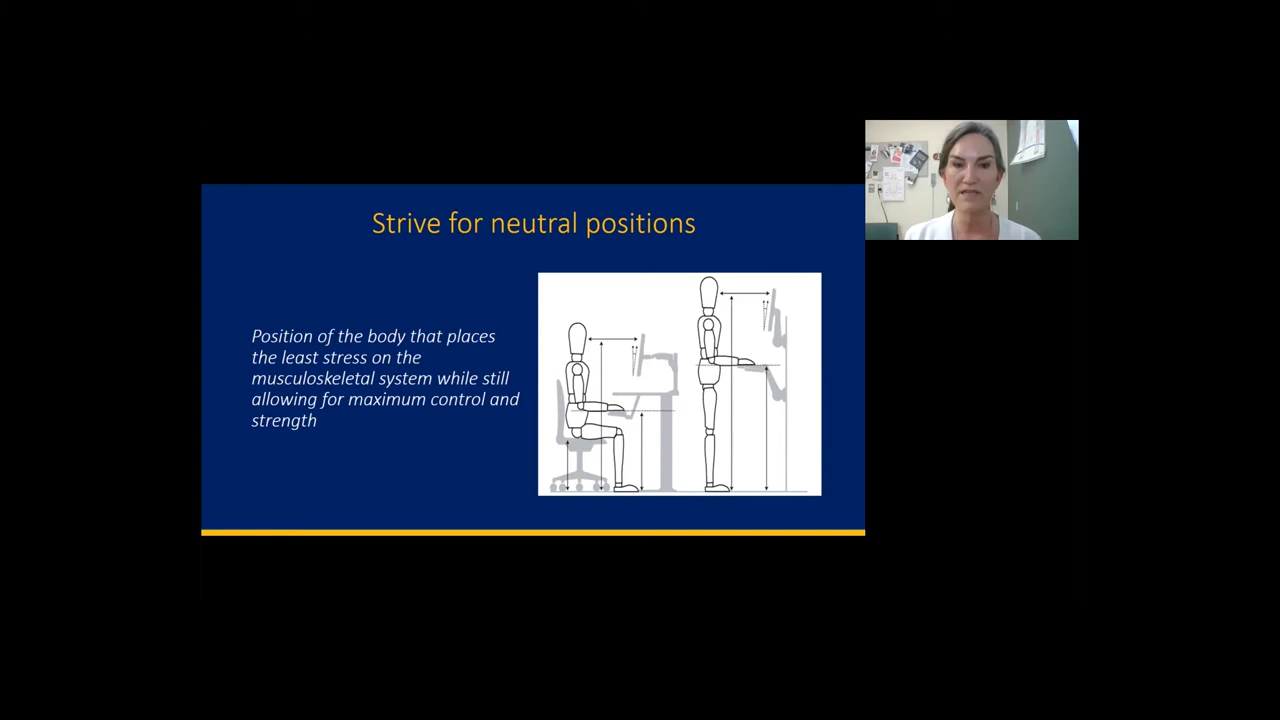 Strive for neutral positions
Position of the body that places
the least stress on the
musculoskeletal system while still
allowing for maximum control and
strength